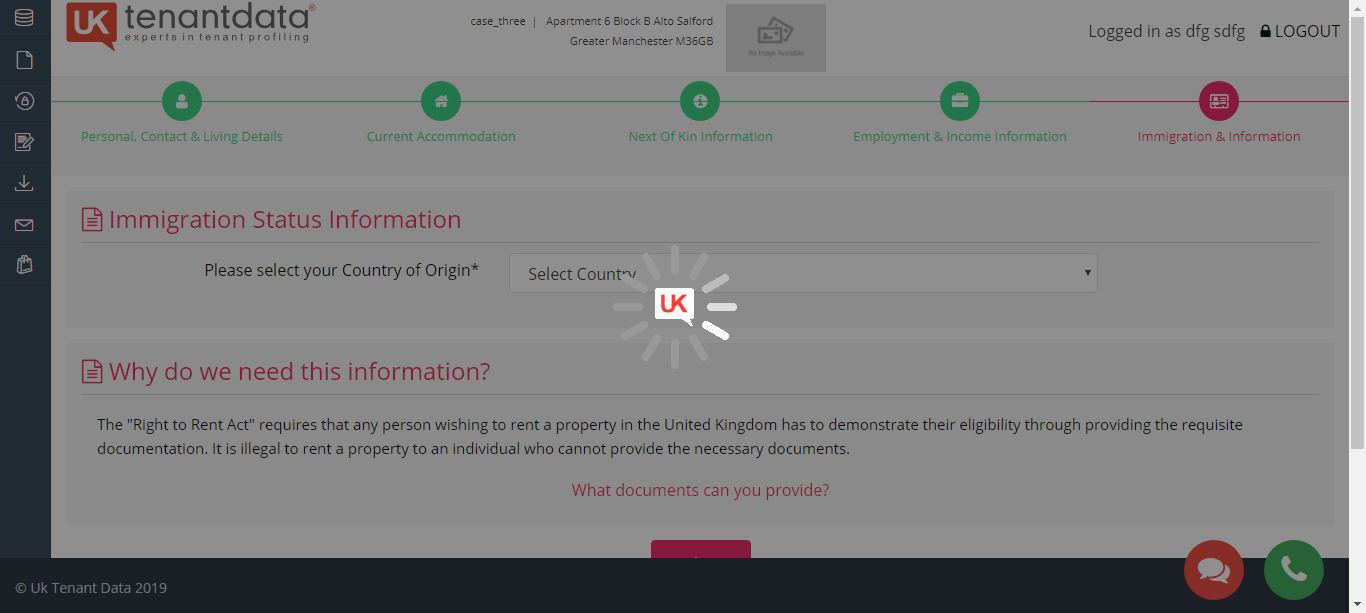 UK tenantdata®
experts in tenant profiling
case_three | Apartment 6 Block B Alto Salford
Greater Manchester M36GB
No Image Available
Logged in as dfg sdfg LOGOUT
Personal, Contact & Living Details
Current Accommodation
Next Of Kin Information
Employment & Income Information
Immigration & Information
Immigration Status Information
Please select your Country of Origin*
Select Country
UK
Why do we need this information?
The "Right to Rent Act" requires that any person wishing to rent a property in the United Kingdom has to demonstrate their eligibility through providing the requisite
documentation. It is illegal to rent a property to an individual who cannot provide the necessary documents.
What documents can you provide?
© Uk Tenant Data 2019